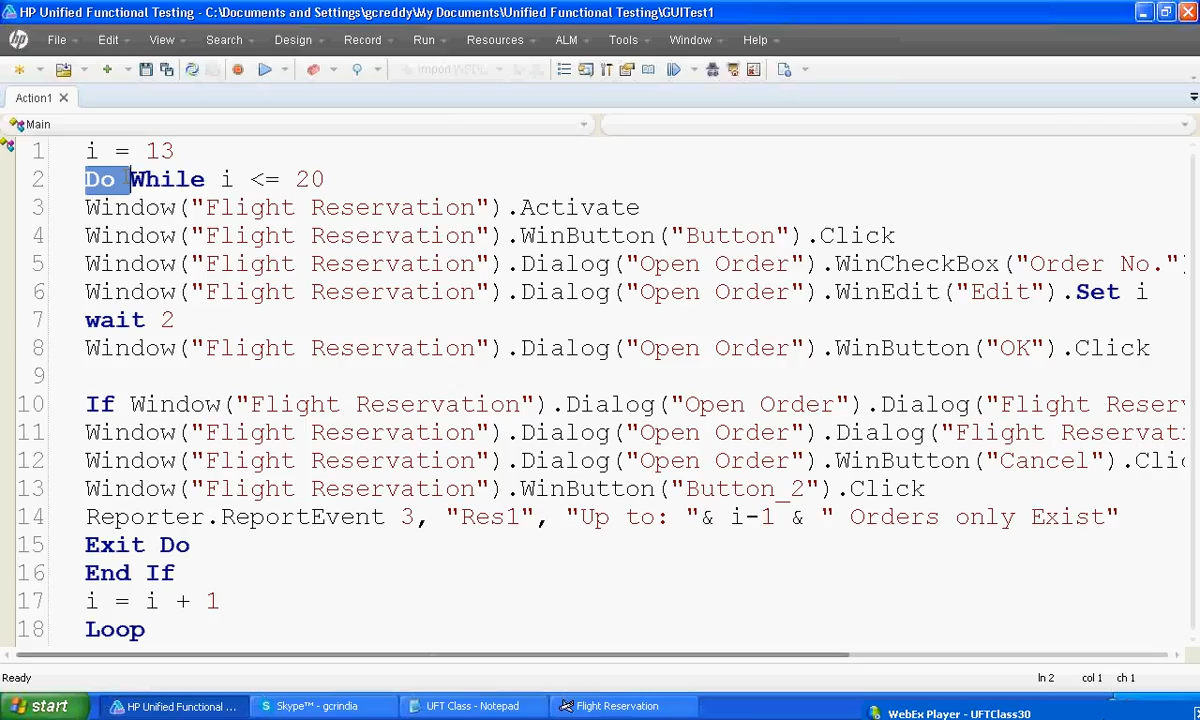 HP Unified Functional Testing - C:\Documents and Settings\gcreddy\My Documents\Unified Functional Testing\GUITest1
hp File Edit View Search Design Record Run Resources ALM Tools Window Help
Import WSDL
Action1
Main
1 i = 13
2 Do While i <= 20
3 Window("Flight Reservation").Activate
4 Window("Flight Reservation").WinButton("Button").Click
5 Window("Flight Reservation").Dialog("Open Order").WinCheckBox("Order No.")
6 Window("Flight Reservation").Dialog("Open Order").WinEdit("Edit").Set i
7 wait 2
8 Window("Flight Reservation").Dialog("Open Order").WinButton("OK").Click
9
10 If Window("Flight Reservation").Dialog("Open Order").Dialog("Flight Reserv
11 Window("Flight Reservation").Dialog("Open Order").Dialog("Flight Reservati
12 Window("Flight Reservation").Dialog("Open Order").WinButton("Cancel").Clic
13 Window("Flight Reservation").WinButton("Button_2").Click
14 Reporter.ReportEvent 3, "Res1", "Up to: "& i-1 & " Orders only Exist"
15 Exit Do
16 End If
17 i = i + 1
18 Loop
Ready ln 2 col 1 ch 1
start HP Unified Functional ... Skype™ - gcrindia UFT Class - Notepad Flight Reservation WebEx Player - UFTClass30